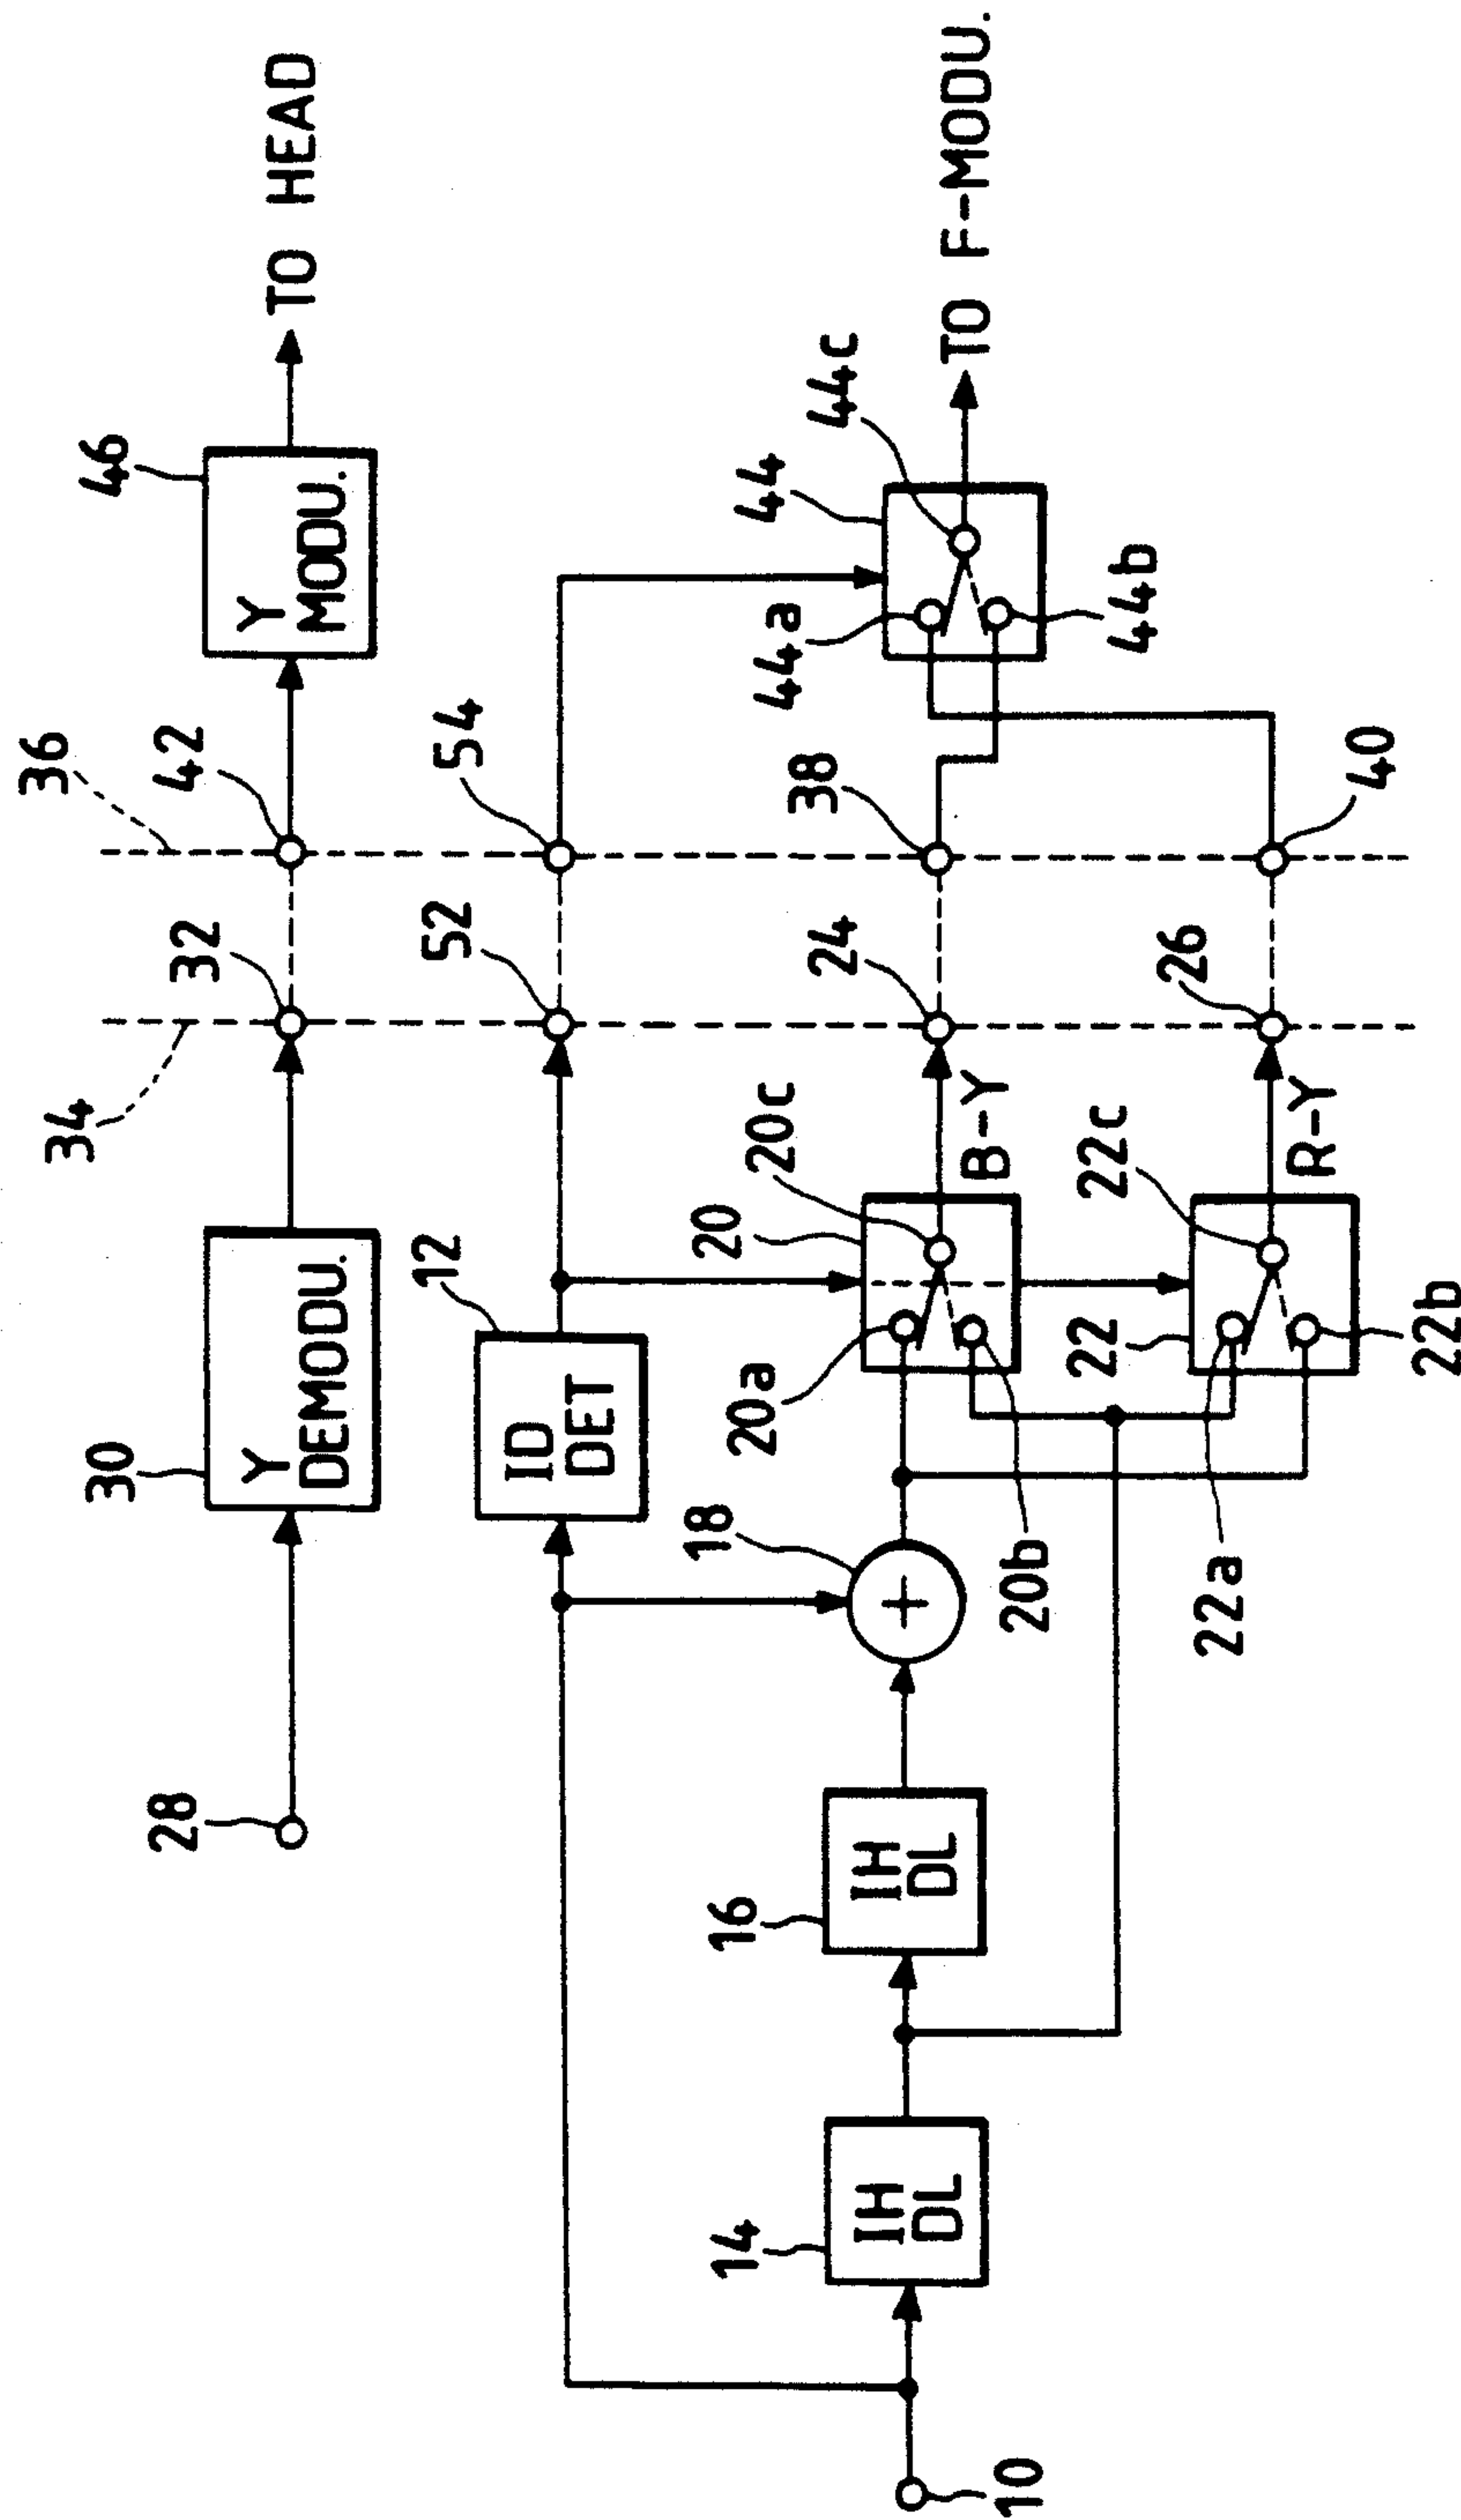 36
34
42
32
46
30
Y
MODU.
TO HEAD
28
Y
DEMODU.
54
52
12
ID
DET
44
44c
44a
38
24
20c
20
20a
18
16
14
IH
DL
IH
DL
10
B-Y
TO F-MODU.
44b
20b
22c
22
26
22a
R-Y
40
22b